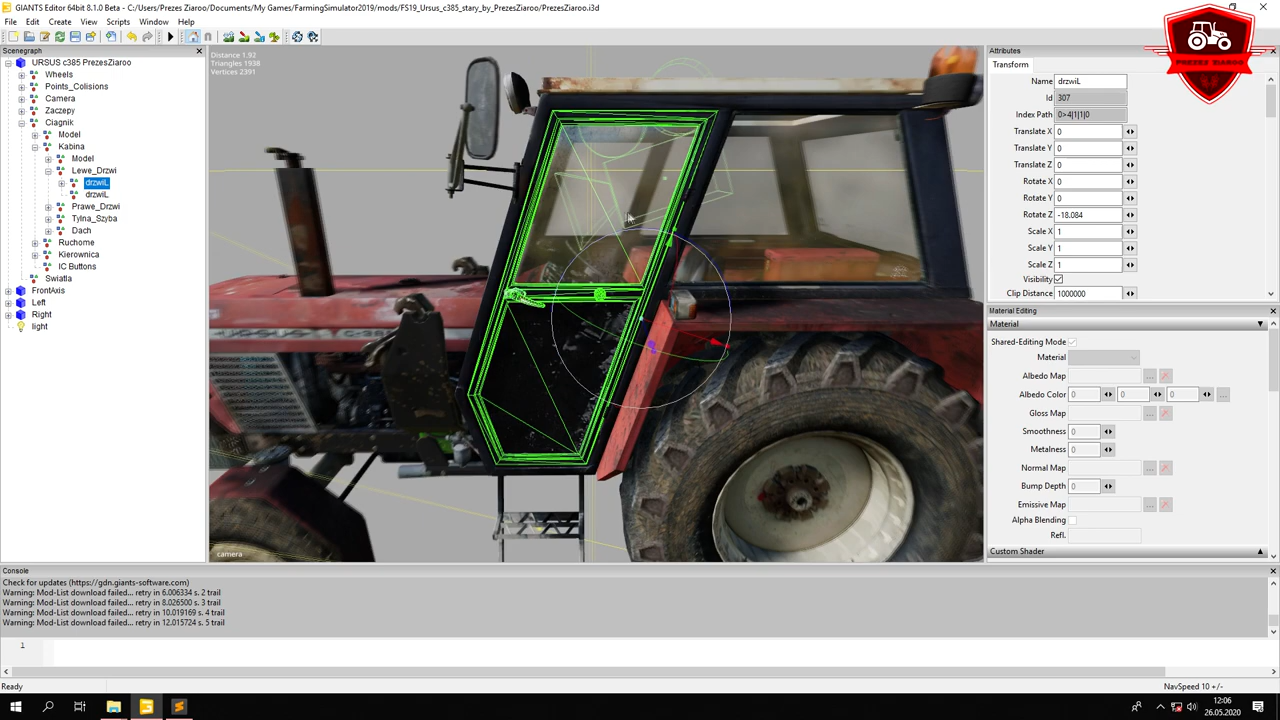 GIANTS Editor 64bit 8.1.0 Beta - C:/Users/Prezes Ziaroo/Documents/My Games/FarmingSimulator2019/mods/FS19_Ursus_c385_stary_by_PrezesZiaroo/PrezesZiaroo.i3d
File Edit Create View Scripts Window Help
Scenegraph
URSUS c385 PrezesZiaroo
Wheels
Points_Colisions
Camera
Zaczepy
Ciagnik
Model
Kabina
Model
Lewe_Drzwi
drzwiL
drzwiL
Prawe_Drzwi
Tylna_Szyba
Dach
Ruchome
Kierownica
IC Buttons
Swiatla
FrontAxis
Left
Right
light
Distance 1.92
Triangles 1938
Vertices 2391
camera
PREZES ZIAROO
Attributes
Transform
Name drzwiL
Id 307
Index Path 0>4|1|1|0
Translate X 0
Translate Y 0
Translate Z 0
Rotate X 0
Rotate Y 0
Rotate Z -18.084
Scale X 1
Scale Y 1
Scale Z 1
Visibility
Clip Distance 1000000
Material Editing
Material
Shared-Editing Mode
Material
Albedo Map ...
Albedo Color 0 0 0 ...
Gloss Map ...
Smoothness 0
Metalness 0
Normal Map ...
Bump Depth 0
Emissive Map ...
Alpha Blending
Refl.
Custom Shader
Console
Check for updates (https://gdn.giants-software.com)
Warning: Mod-List download failed... retry in 6.006334 s. 2 trail
Warning: Mod-List download failed... retry in 8.026500 s. 3 trail
Warning: Mod-List download failed... retry in 10.019169 s. 4 trail
Warning: Mod-List download failed... retry in 12.015724 s. 5 trail
1
Ready
NavSpeed 10 +/-
12:06
26.05.2020